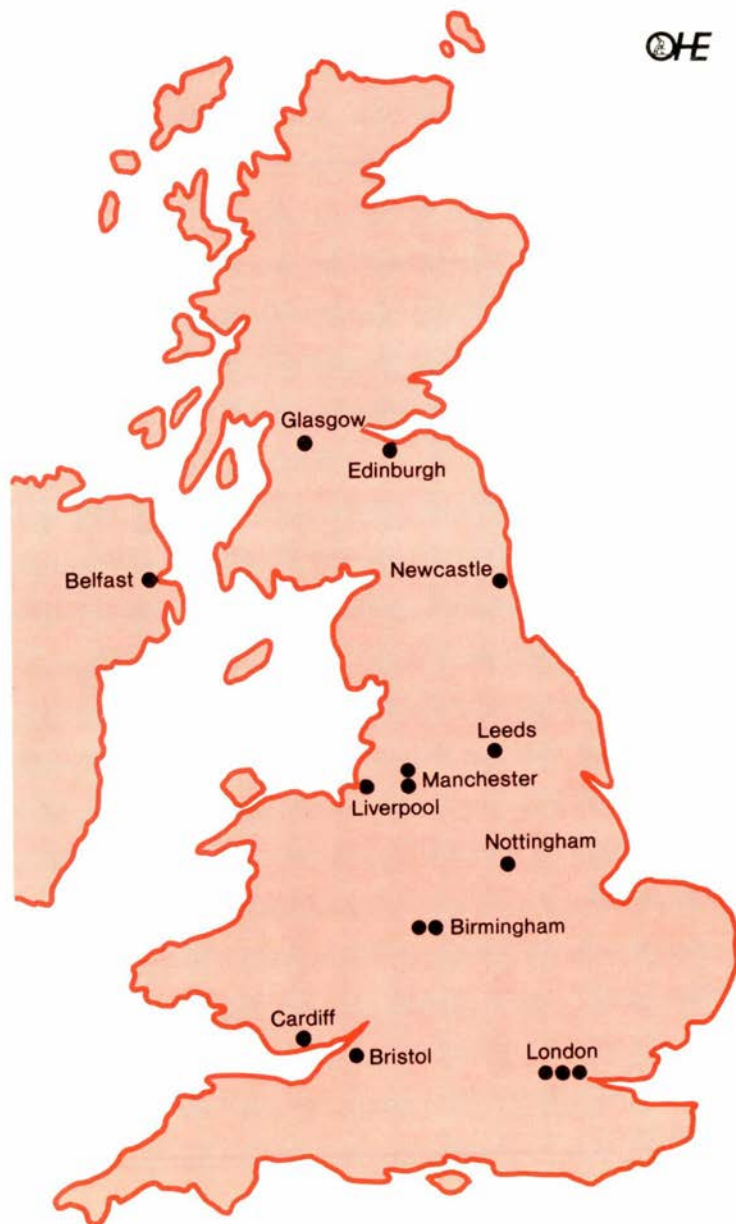 OHE
Glasgow
Edinburgh
Belfast
Newcastle
Leeds
Manchester
Liverpool
Nottingham
Birmingham
Cardiff
Bristol
London